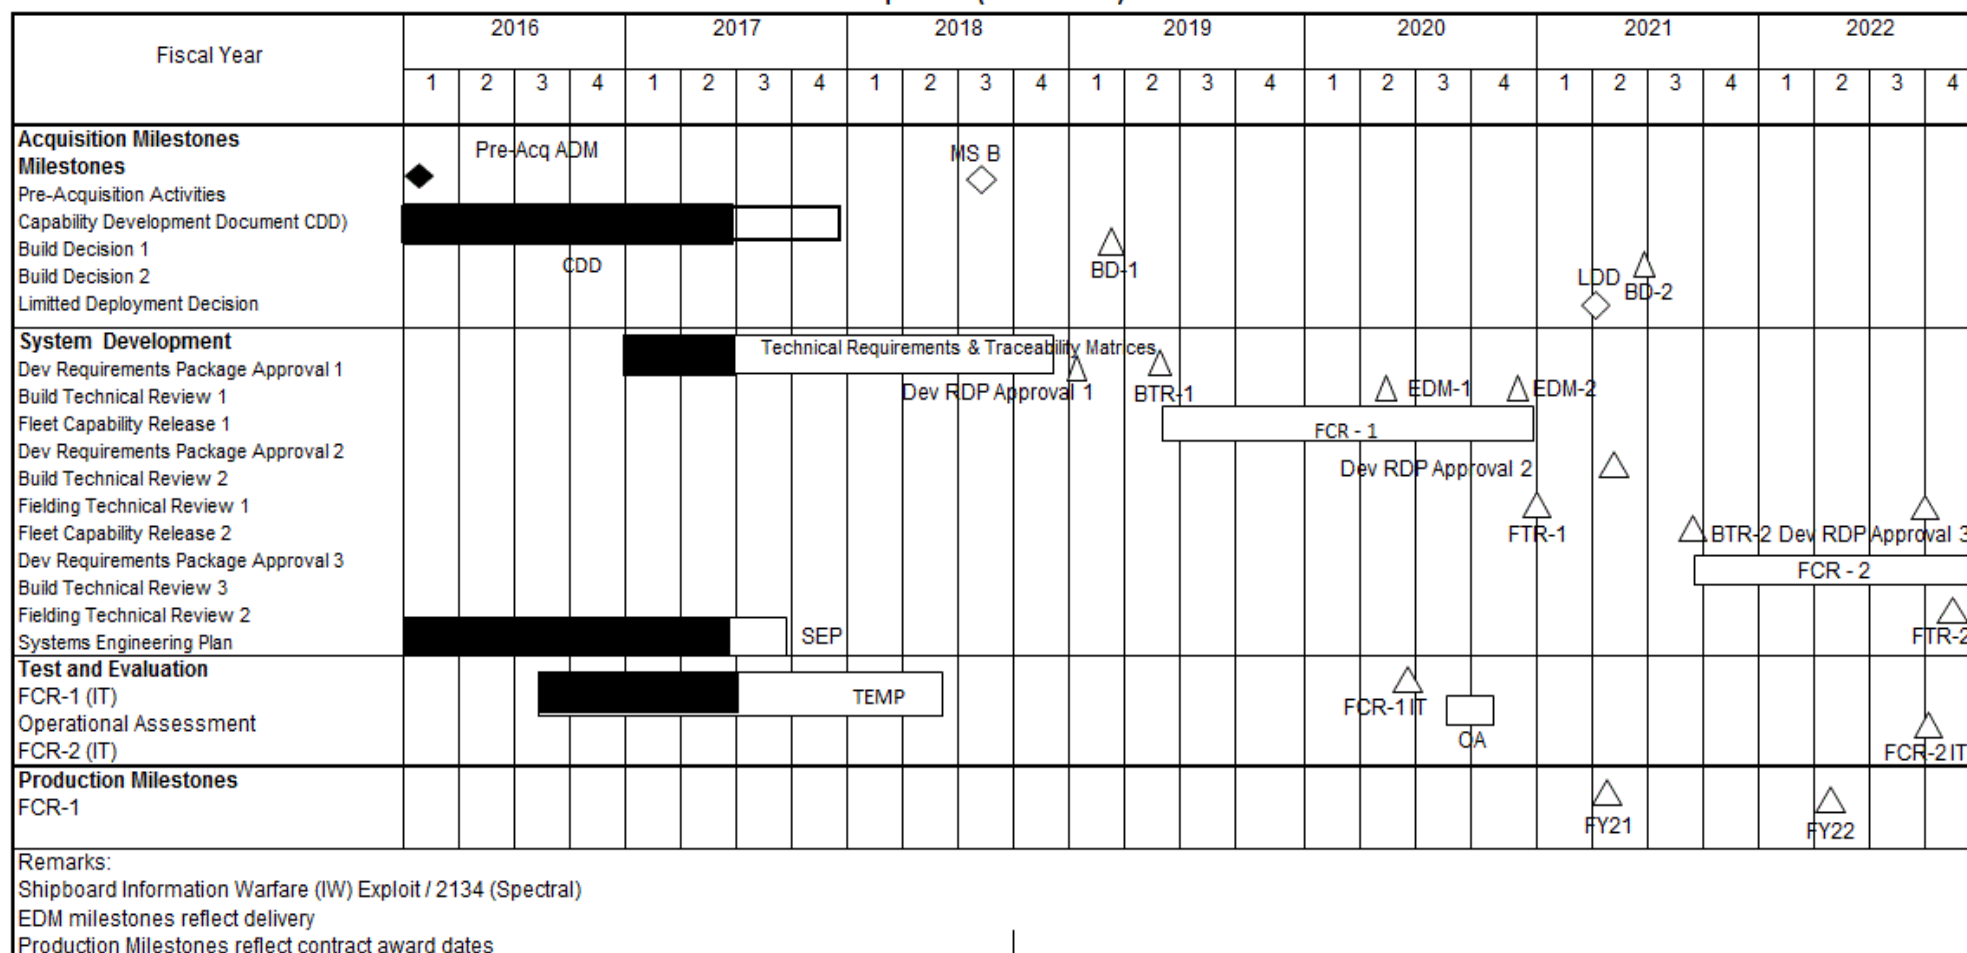 2016 2017 2018 2019 2020 2021 2022
Fiscal Year
1 2 3 4 1 2 3 4 1 2 3 4 1 2 3 4 1 2 3 4 1 2 3 4 1 2 3 4
Acquisition Milestones
Milestones
Pre-Acq ADM
MS B
Pre-Acquisition Activities
Capability Development Document CDD)
Build Decision 1
CDD
BD-1
Build Decision 2
LDD
BD-2
Limitted Deployment Decision
System Development
Technical Requirements & Traceability Matrices
Dev Requirements Package Approval 1
Dev RDP Approval 1
BTR-1
EDM-1
EDM-2
Build Technical Review 1
Fleet Capability Release 1
FCR - 1
Dev Requirements Package Approval 2
Dev RDP Approval 2
Build Technical Review 2
Fielding Technical Review 1
Fleet Capability Release 2
FTR-1
BTR-2 Dev RDP Approval 3
Dev Requirements Package Approval 3
FCR - 2
Build Technical Review 3
Fielding Technical Review 2
SEP
FTR-2
Systems Engineering Plan
Test and Evaluation
FCR-1 (IT)
TEMP
FCR-1 IT
Operational Assessment
OA
FCR-2 (IT)
FCR-2 IT
Production Milestones
FCR-1
FY21
FY22
Remarks:
Shipboard Information Warfare (IW) Exploit / 2134 (Spectral)
EDM milestones reflect delivery
Production Milestones reflect contract award dates